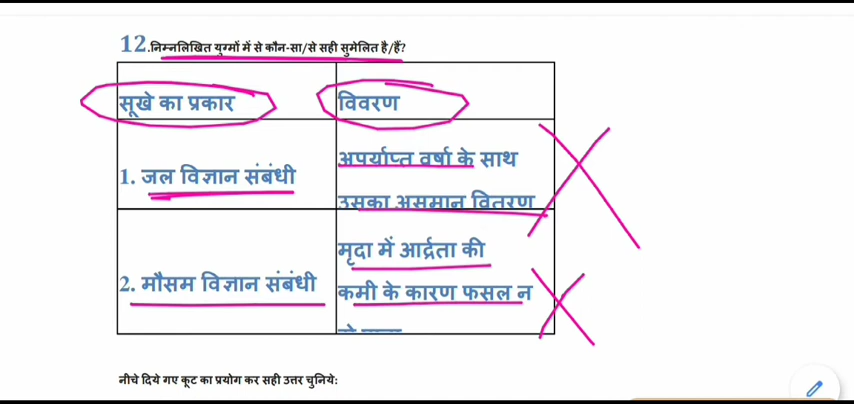 12.निम्नलिखित युग्मों में से कौन-सा/से सही सुमेलित है/हैं?
सूखे का प्रकार
विवरण
1. जल विज्ञान संबंधी
अपर्याप्त वर्षा के साथ
उसका असमान वितरण
2. मौसम विज्ञान संबंधी
मृदा में आर्द्रता की
कमी के कारण फसल न
नीचे दिये गए कूट का प्रयोग कर सही उत्तर चुनिये: